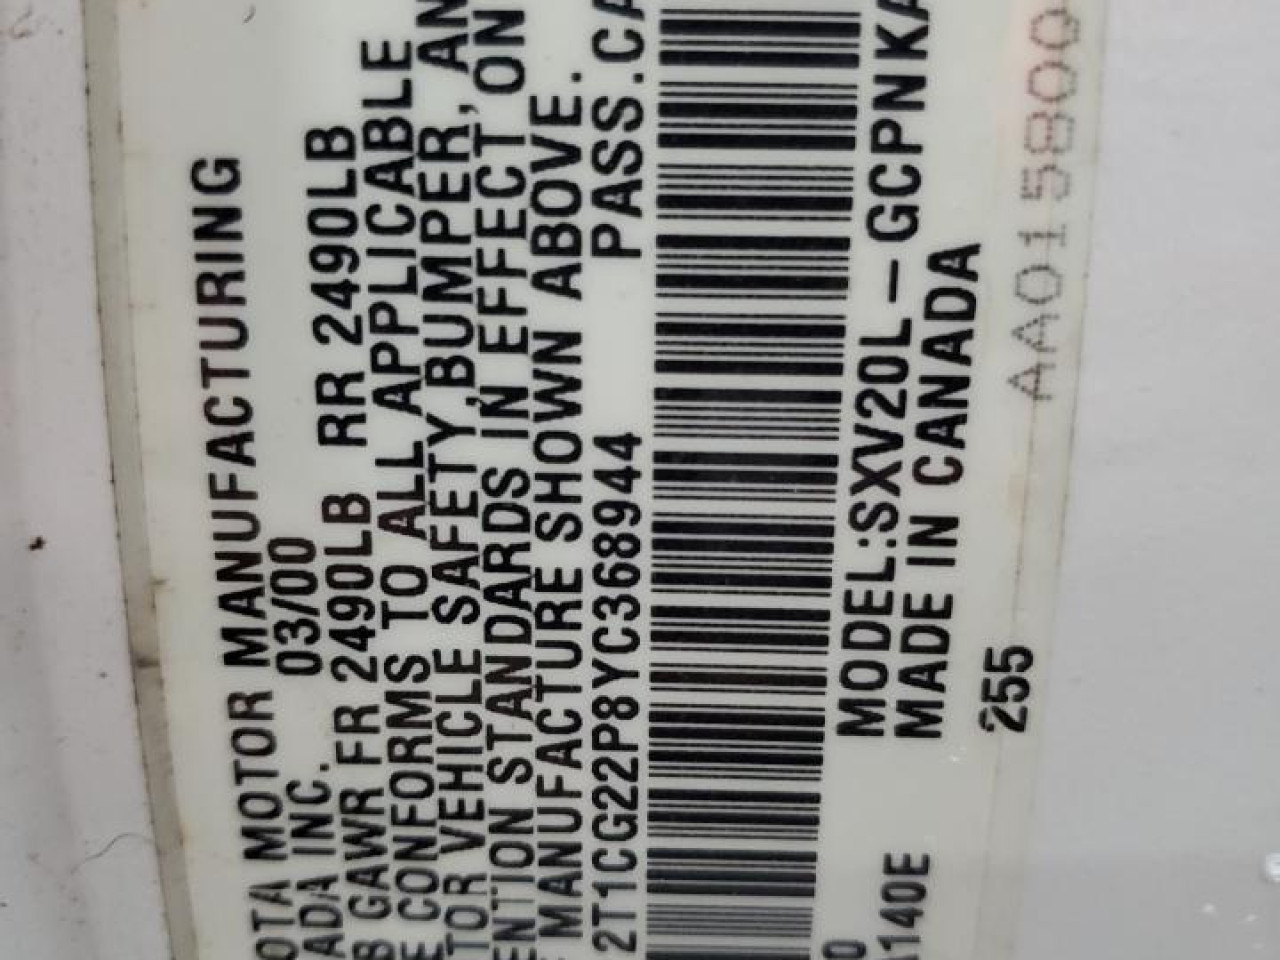 OTA MOTOR MANUFACTURING
ADA INC. 03/00
B GAWR FR 2490LB RR 2490LB
E CONFORMS TO ALL APPLICABLE
TOR VEHICLE SAFETY,BUMPER, AN
ENTION STANDARDS IN EFFECT ON
E MANUFACTURE SHOWN ABOVE.
2T1CG22P8YC368944 PASS.CA
MODEL:SXV20L-GCPNKA
A140E MADE IN CANADA
255
AA015800